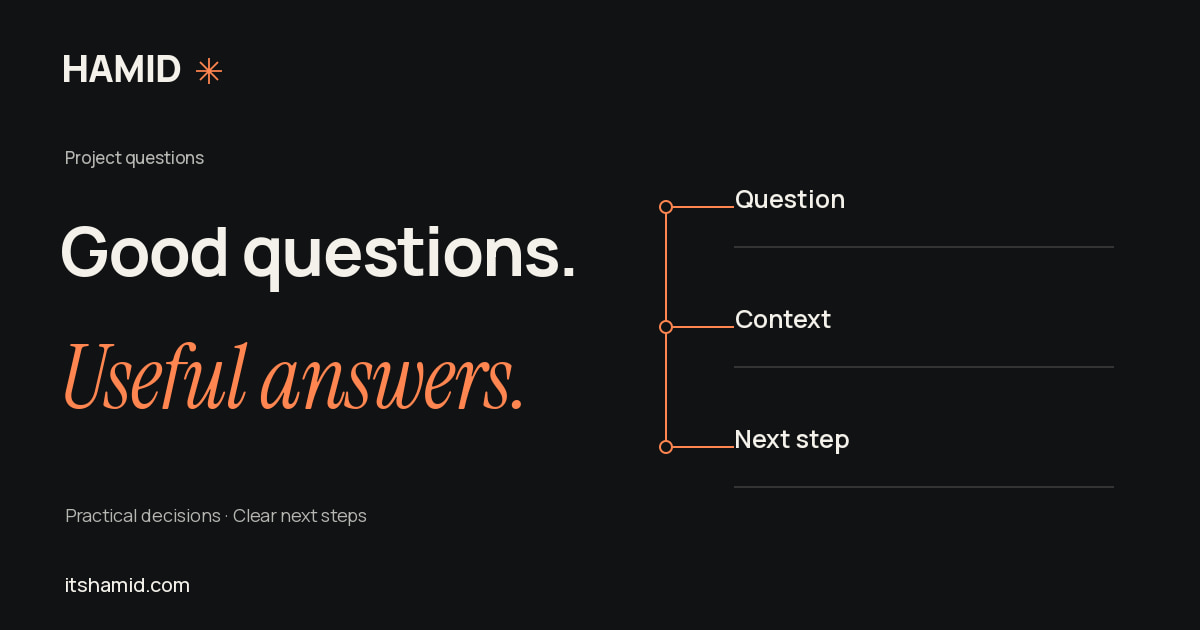 HAMID
Project questions
Good questions.
Useful answers.
Question
Context
Next step
Practical decisions · Clear next steps
itshamid.com